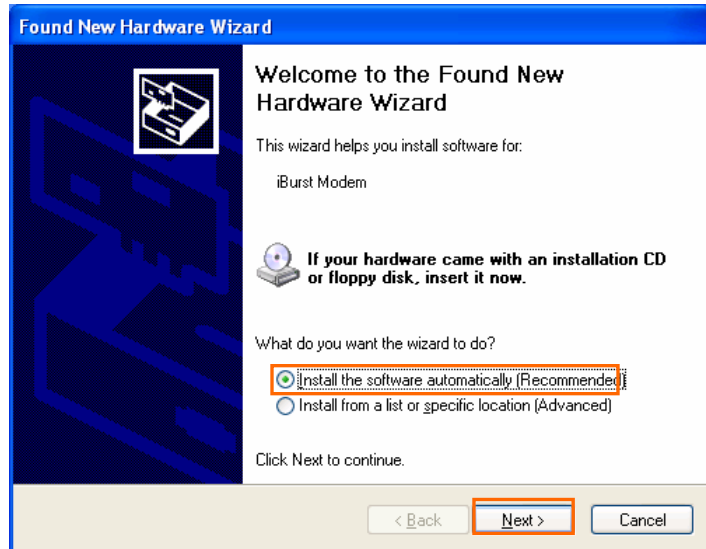 Found New Hardware Wizard
Welcome to the Found New
Hardware Wizard
This wizard helps you install software for:
iBurst Modem
If your hardware came with an installation CD
or floppy disk, insert it now.
What do you want the wizard to do?
Install the software automatically (Recommended)
Install from a list or specific location (Advanced)
Click Next to continue.
< Back Next > Cancel